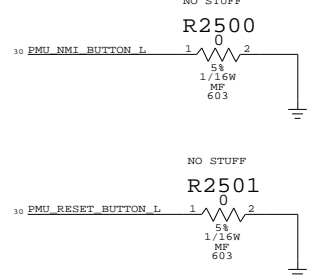 NO STUFF
R2500
0
30 PMU_NMI_BUTTON_L 1 2
5%
1/16W
MF
603
NO STUFF
R2501
0
30 PMU_RESET_BUTTON_L 1 2
5%
1/16W
MF
603